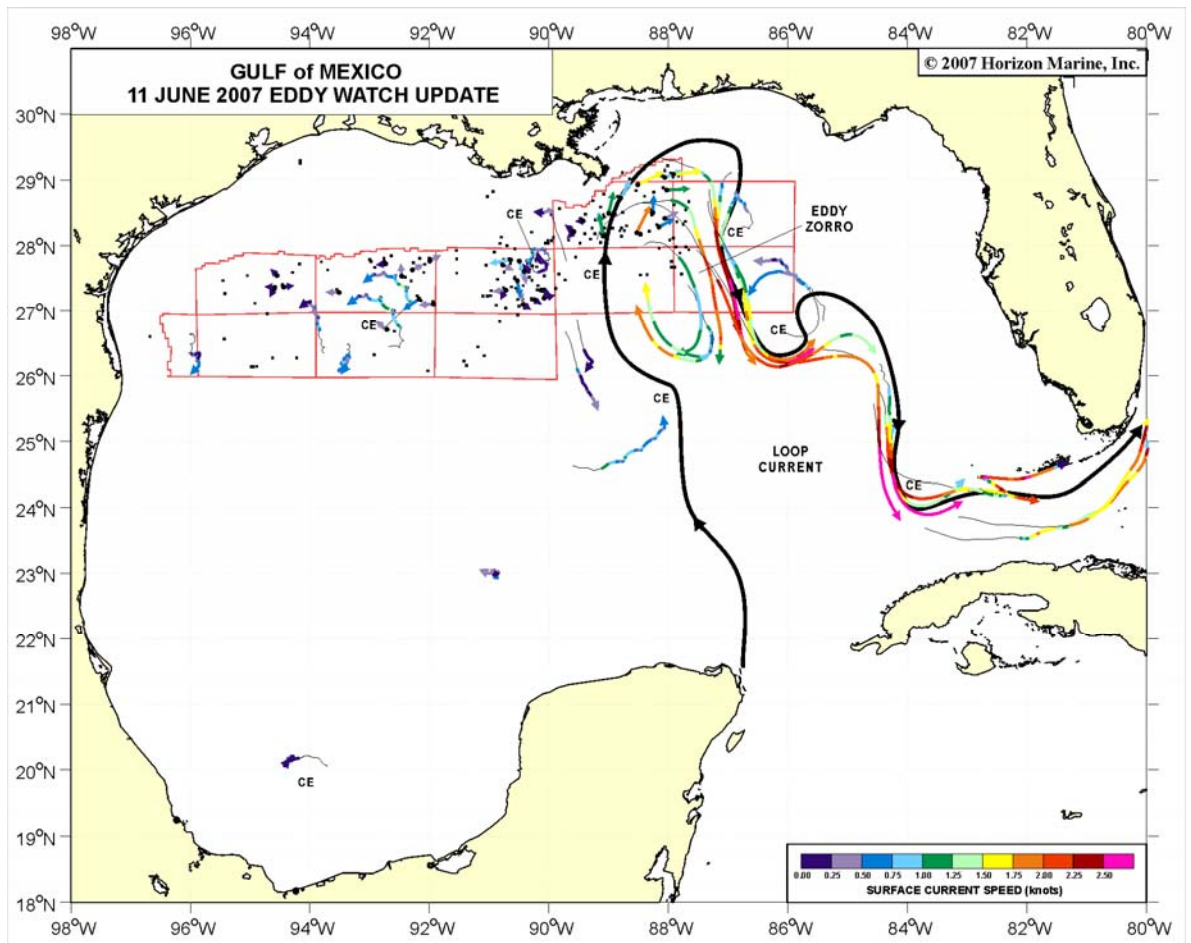 98°W 96°W 94°W 92°W 90°W 88°W 86°W 84°W 82°W 80°W
GULF of MEXICO
11 JUNE 2007 EDDY WATCH UPDATE
© 2007 Horizon Marine, Inc.
30°N
29°N
28°N
27°N
26°N
25°N
24°N
23°N
22°N
21°N
20°N
19°N
18°N
CE
EDDY
ZORRO
CE
CE
CE
CE
CE
LOOP
CURRENT
CE
CE
0.00 0.25 0.50 0.75 1.00 1.25 1.50 1.75 2.00 2.25 2.50
SURFACE CURRENT SPEED (knots)
98°W 96°W 94°W 92°W 90°W 88°W 86°W 84°W 82°W 80°W